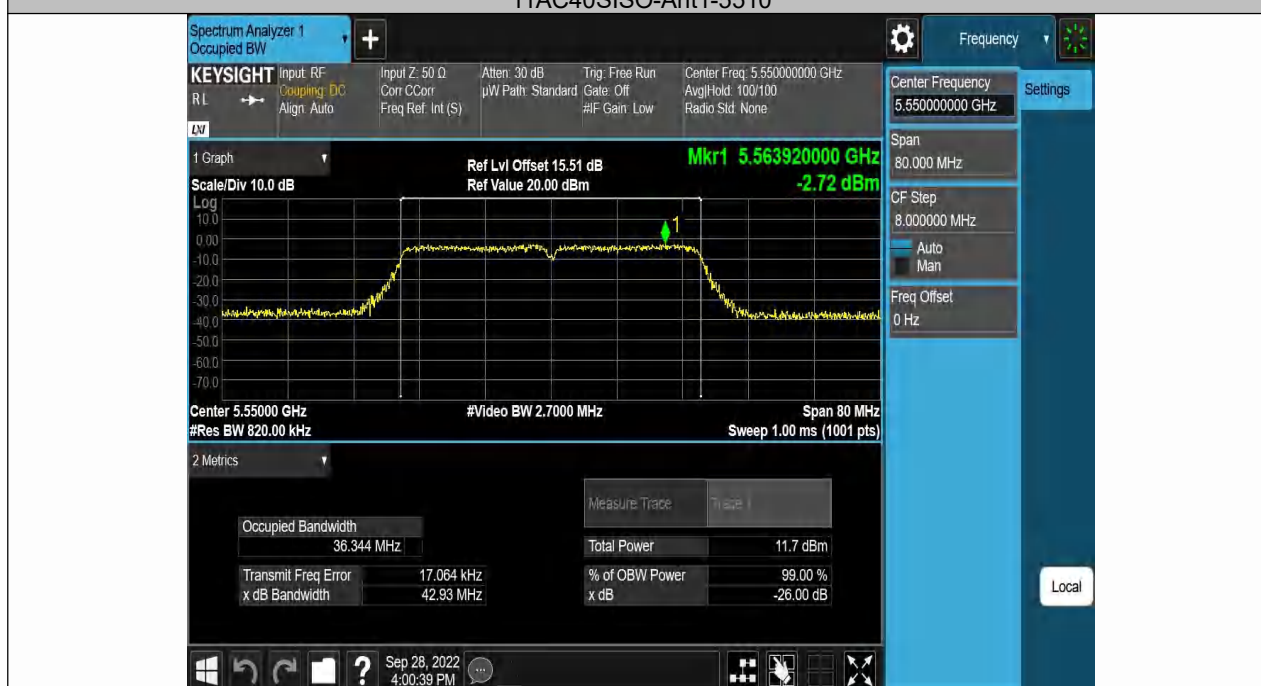 11AC40SISO-Ant1-5510
Spectrum Analyzer 1
Occupied BW
+
Frequency
KEYSIGHT
RL
LXI
Input: RF
Coupling: DC
Align: Auto
Input Z: 50 Ω
Corr CCorr
Freq Ref: Int (S)
Atten: 30 dB
µW Path: Standard
Trig: Free Run
Gate: Off
#IF Gain: Low
Center Freq: 5.550000000 GHz
Avg|Hold: 100/100
Radio Std: None
Center Frequency
5.550000000 GHz
Settings
Span
80.000 MHz
CF Step
8.000000 MHz
Auto
Man
Freq Offset
0 Hz
Local
1 Graph
Scale/Div 10.0 dB
Ref Lvl Offset 15.51 dB
Ref Value 20.00 dBm
Mkr1 5.563920000 GHz
-2.72 dBm
Log
10.0
0.00
-10.0
-20.0
-30.0
-40.0
-50.0
-60.0
-70.0
1
Center 5.55000 GHz
#Res BW 820.00 kHz
#Video BW 2.7000 MHz
Span 80 MHz
Sweep 1.00 ms (1001 pts)
2 Metrics
Measure Trace Trace 1
Occupied Bandwidth
36.344 MHz
Total Power 11.7 dBm
Transmit Freq Error 17.064 kHz
% of OBW Power 99.00 %
x dB Bandwidth 42.93 MHz
x dB -26.00 dB
?
Sep 28, 2022
4:00:39 PM